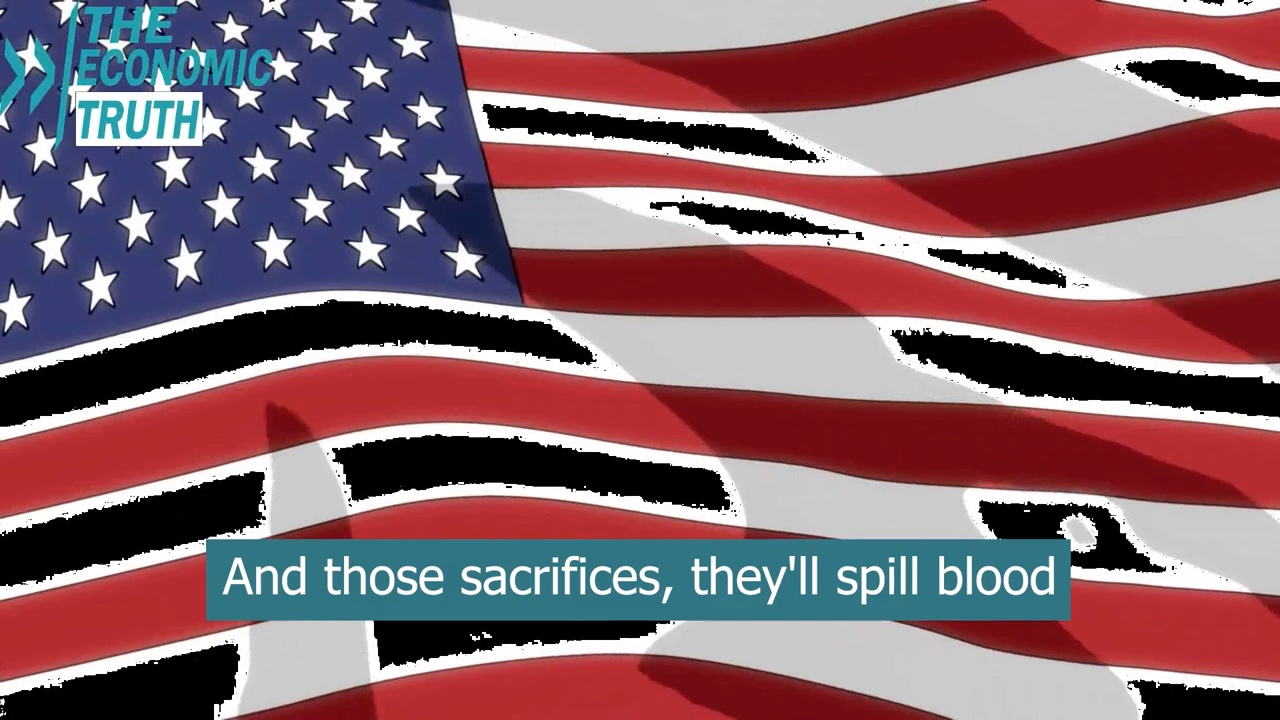 THE
ECONOMIC
TRUTH
And those sacrifices, they'll spill blood